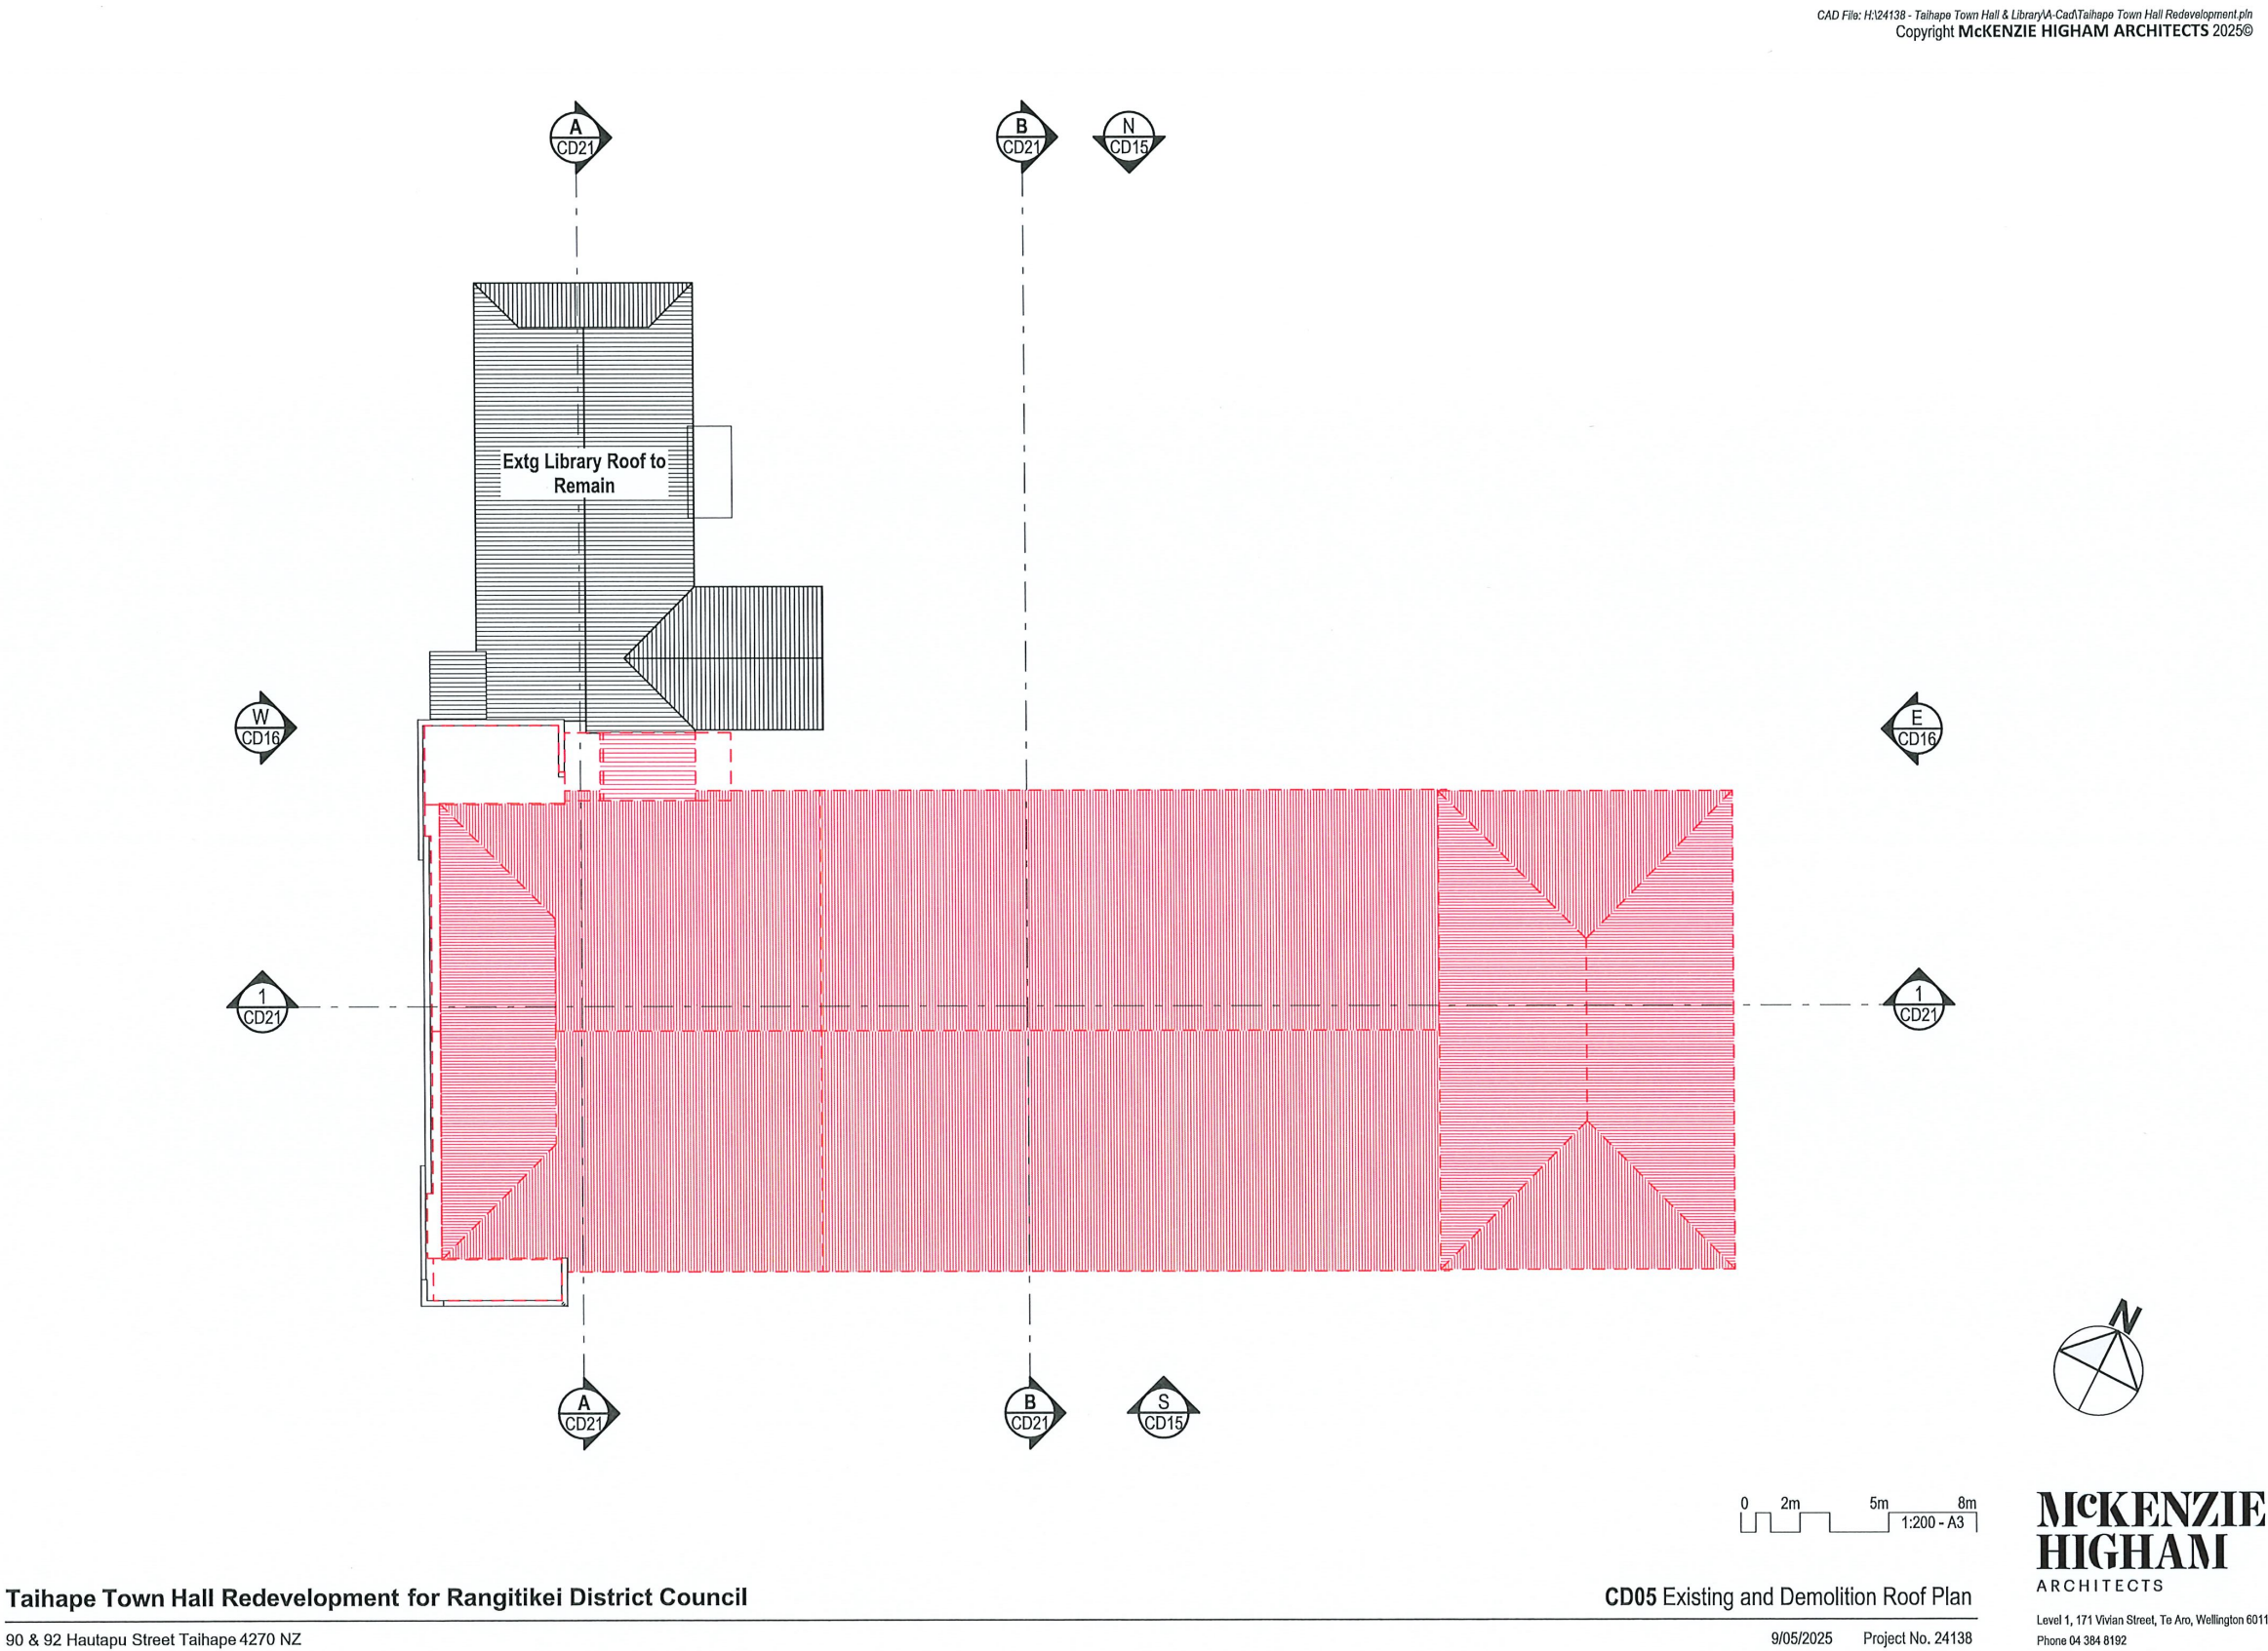 CAD File: H:\24138 - Taihape Town Hall & Library\A-Cad\Taihape Town Hall Redevelopment.pln
Copyright McKENZIE HIGHAM ARCHITECTS 2025©
A
CD21
B
CD21
N
CD15
Extg Library Roof to
Remain
W
CD16
E
CD16
1
CD21
1
CD21
A
CD21
B
CD21
S
CD15
N
0 2m 5m 8m
1:200 - A3
McKENZIE
HIGHAM
ARCHITECTS
Taihape Town Hall Redevelopment for Rangitikei District Council
CD05 Existing and Demolition Roof Plan
Level 1, 171 Vivian Street, Te Aro, Wellington 6011
90 & 92 Hautapu Street Taihape 4270 NZ
9/05/2025 Project No. 24138
Phone 04 384 8192